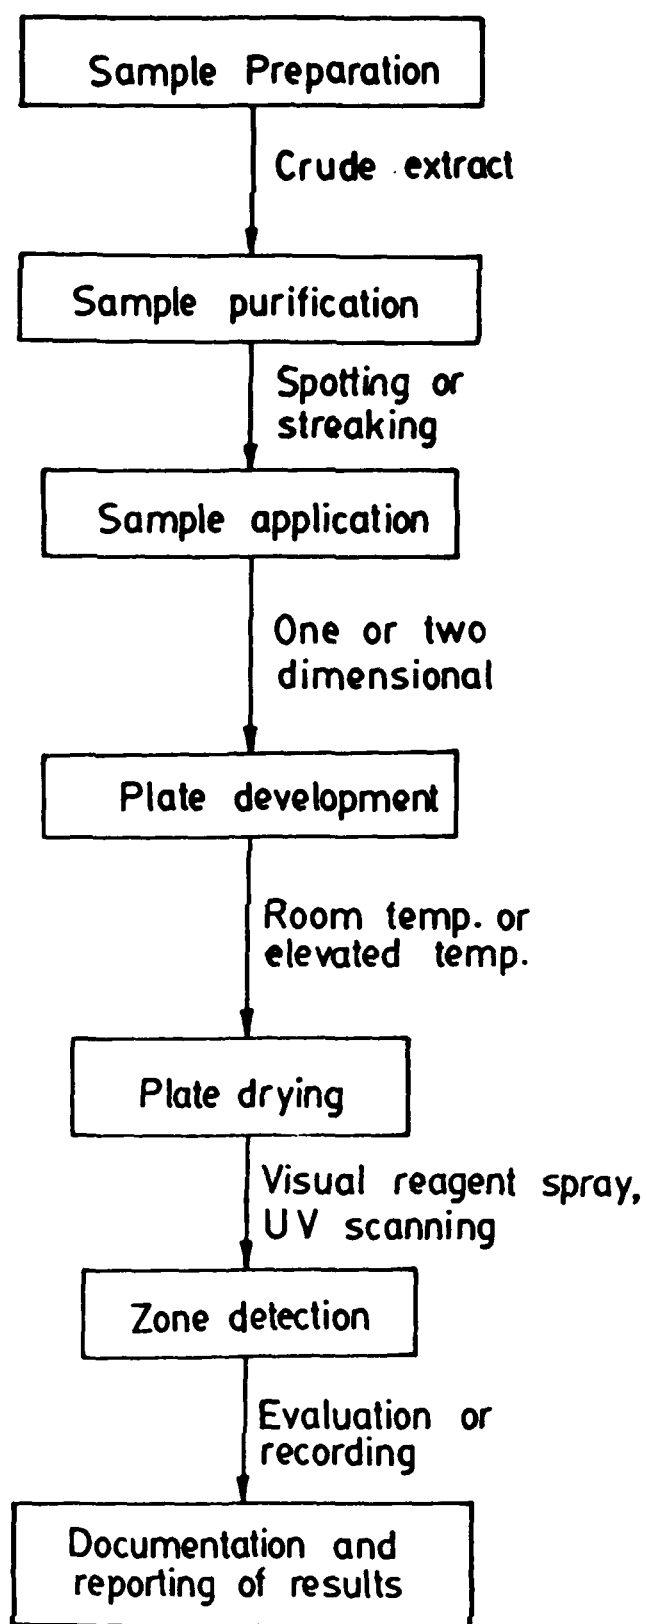 Sample Preparation
Crude extract
Sample purification
Spotting or
streaking
Sample application
One or two
dimensional
Plate development
Room temp. or
elevated temp.
Plate drying
Visual reagent spray,
UV scanning
Zone detection
Evaluation or
recording
Documentation and
reporting of results